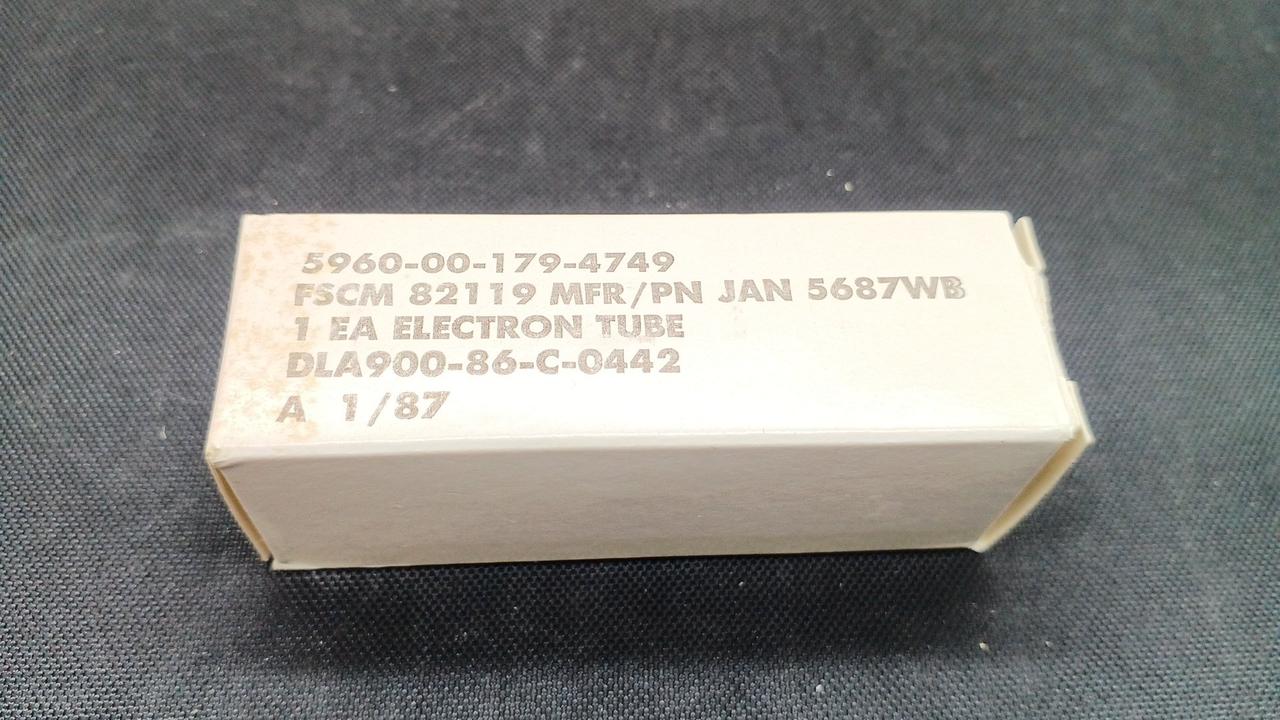 5960-00-179-4749
FSCM 82119 MFR/PN JAN 5687WB
1 EA ELECTRON TUBE
DLA900-86-C-0442
A 1/87